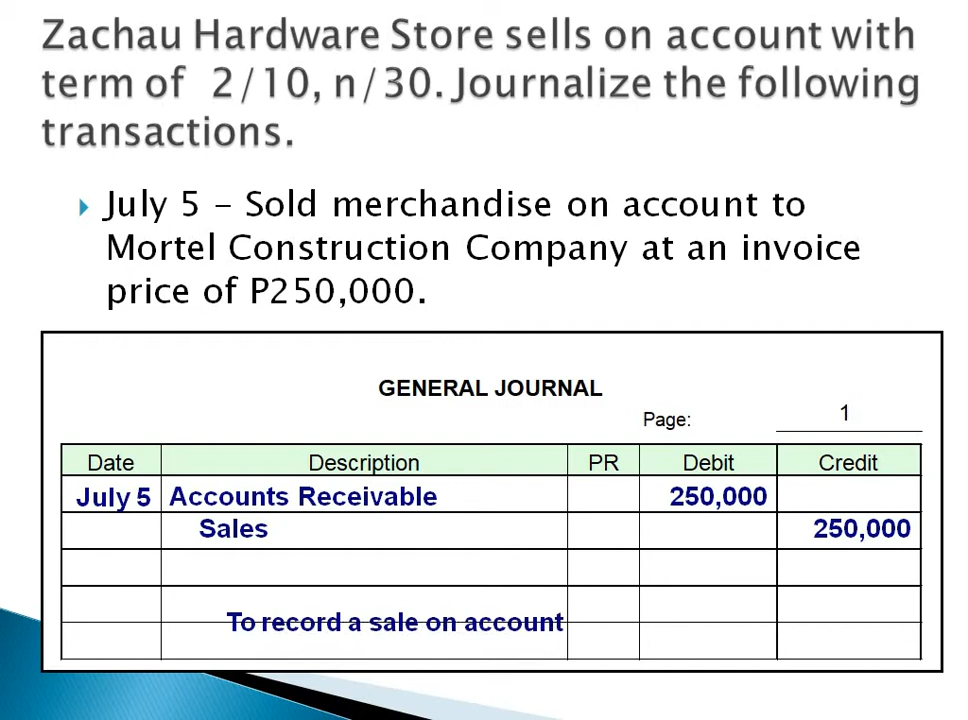 Zachau Hardware Store sells on account with
term of 2/10, n/30. Journalize the following
transactions.
July 5 – Sold merchandise on account to
Mortel Construction Company at an invoice
price of P250,000.
GENERAL JOURNAL
Page: 1
Date Description PR Debit Credit
July 5 Accounts Receivable 250,000
Sales 250,000
To record a sale on account